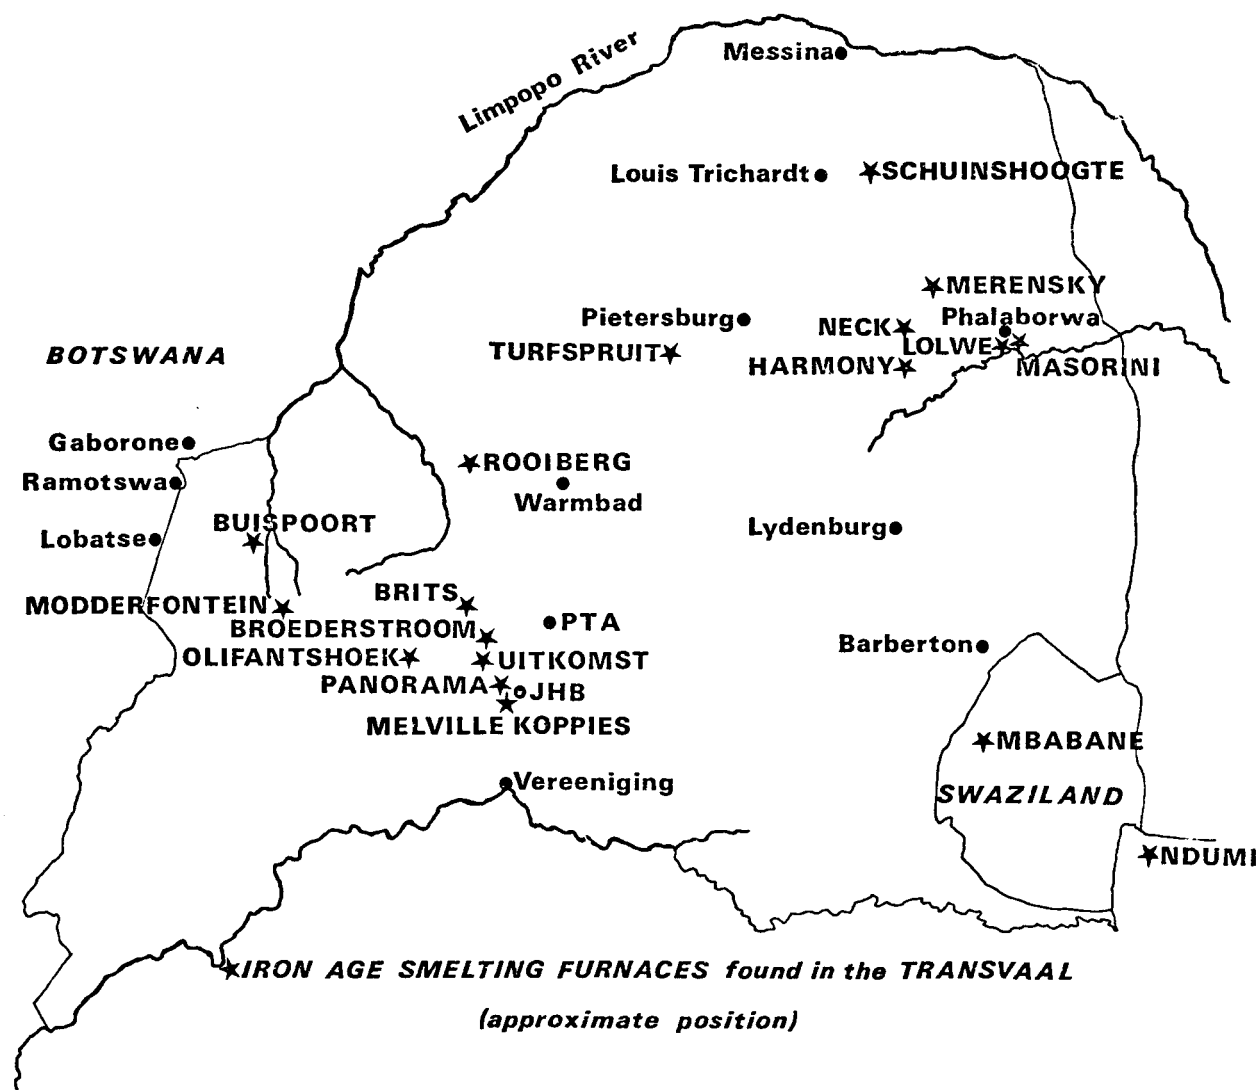 Limpopo River
Messina
Louis Trichardt
SCHUINSHOOGTE
MERENSKY
Pietersburg
NECK
Phalaborwa
BOTSWANA
TURFSPRUIT
LOLWE
HARMONY
MASORINI
Gaborone
ROOIBERG
Ramotswa
Warmbad
BUISPOORT
Lydenburg
Lobatse
BRITS
MODDERFONTEIN
BROEDERSTROOM
PTA
OLIFANTSHOEK
UITKOMST
Barberton
PANORAMA
JHB
MELVILLE KOPPIES
MBABANE
Vereeniging
SWAZILAND
NDUMI
IRON AGE SMELTING FURNACES found in the TRANSVAAL
(approximate position)